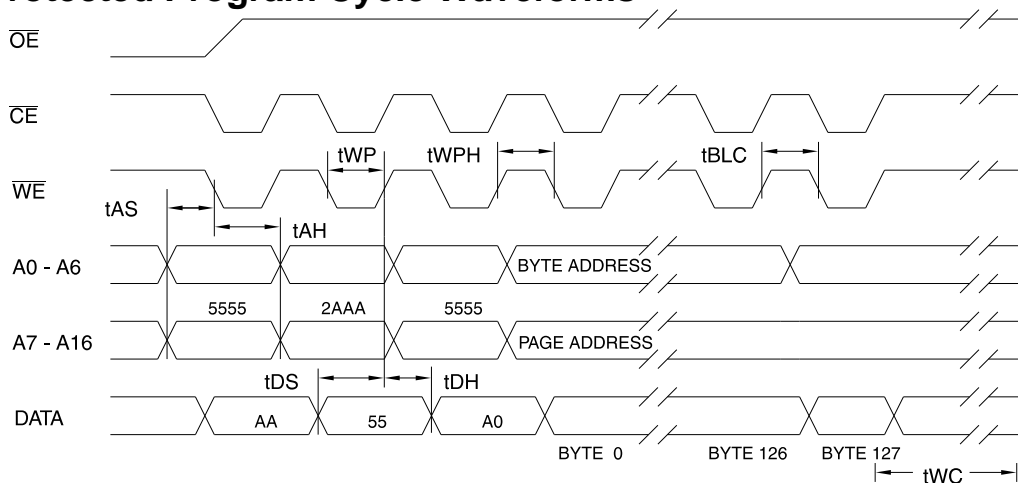 rotected Program Cycle Waveforms
OE
CE
tWP
tWPH
tBLC
WE
tAS
tAH
A0 - A6
BYTE ADDRESS
5555
2AAA
5555
A7 - A16
PAGE ADDRESS
tDS
tDH
DATA
AA
55
A0
BYTE 0
BYTE 126
BYTE 127
tWC